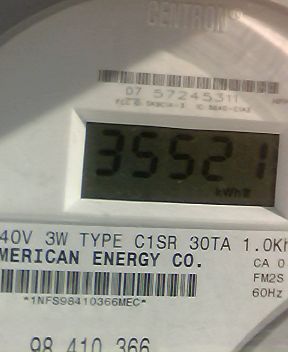 CENTRON®
07 57245311
35521
kWh
40V 3W TYPE C1SR 30TA 1.0Kh
MERICAN ENERGY CO.
CA 0.
FM2S
60Hz
*1NFS98410366MEC*
98 410 366